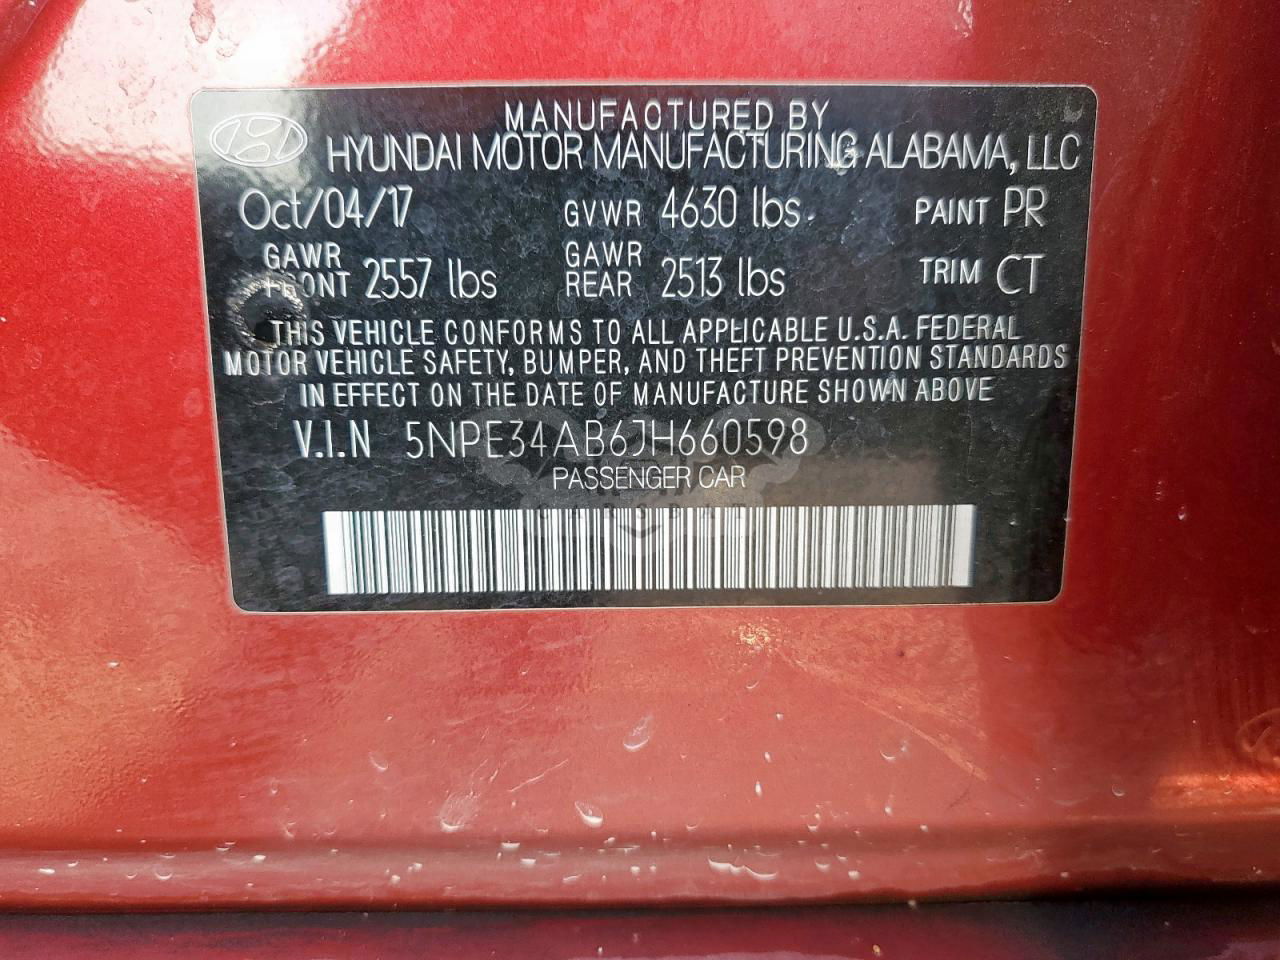 MANUFACTURED BY
HYUNDAI MOTOR MANUFACTURING ALABAMA, LLC
Oct/04/17 GVWR 4630 lbs PAINT PR
GAWR FRONT 2557 lbs GAWR REAR 2513 lbs TRIM CT
THIS VEHICLE CONFORMS TO ALL APPLICABLE U.S.A. FEDERAL
MOTOR VEHICLE SAFETY, BUMPER, AND THEFT PREVENTION STANDARDS
IN EFFECT ON THE DATE OF MANUFACTURE SHOWN ABOVE
V.I.N 5NPE34AB6JH660598
PASSENGER CAR